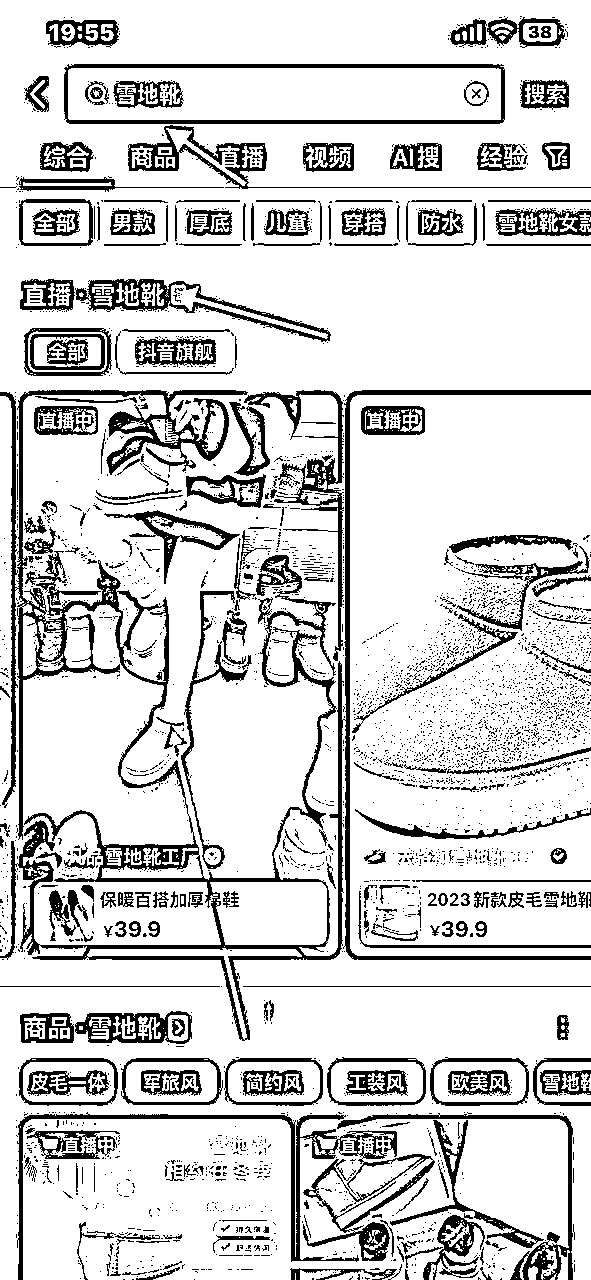 19:55 38
雪地靴 搜索
综合 商品 直播 视频 AI搜 经验
全部 男款 厚底 儿童 穿搭 防水 雪地靴女款
直播·雪地靴
全部 抖音旗舰
直播中 直播中
雪地靴工厂
保暖百搭加厚棉鞋 2023新款皮毛雪地靴
¥39.9 ¥39.9
商品·雪地靴
皮毛一体 军旅风 简约风 工装风 欧美风 雪地靴
直播中 直播中